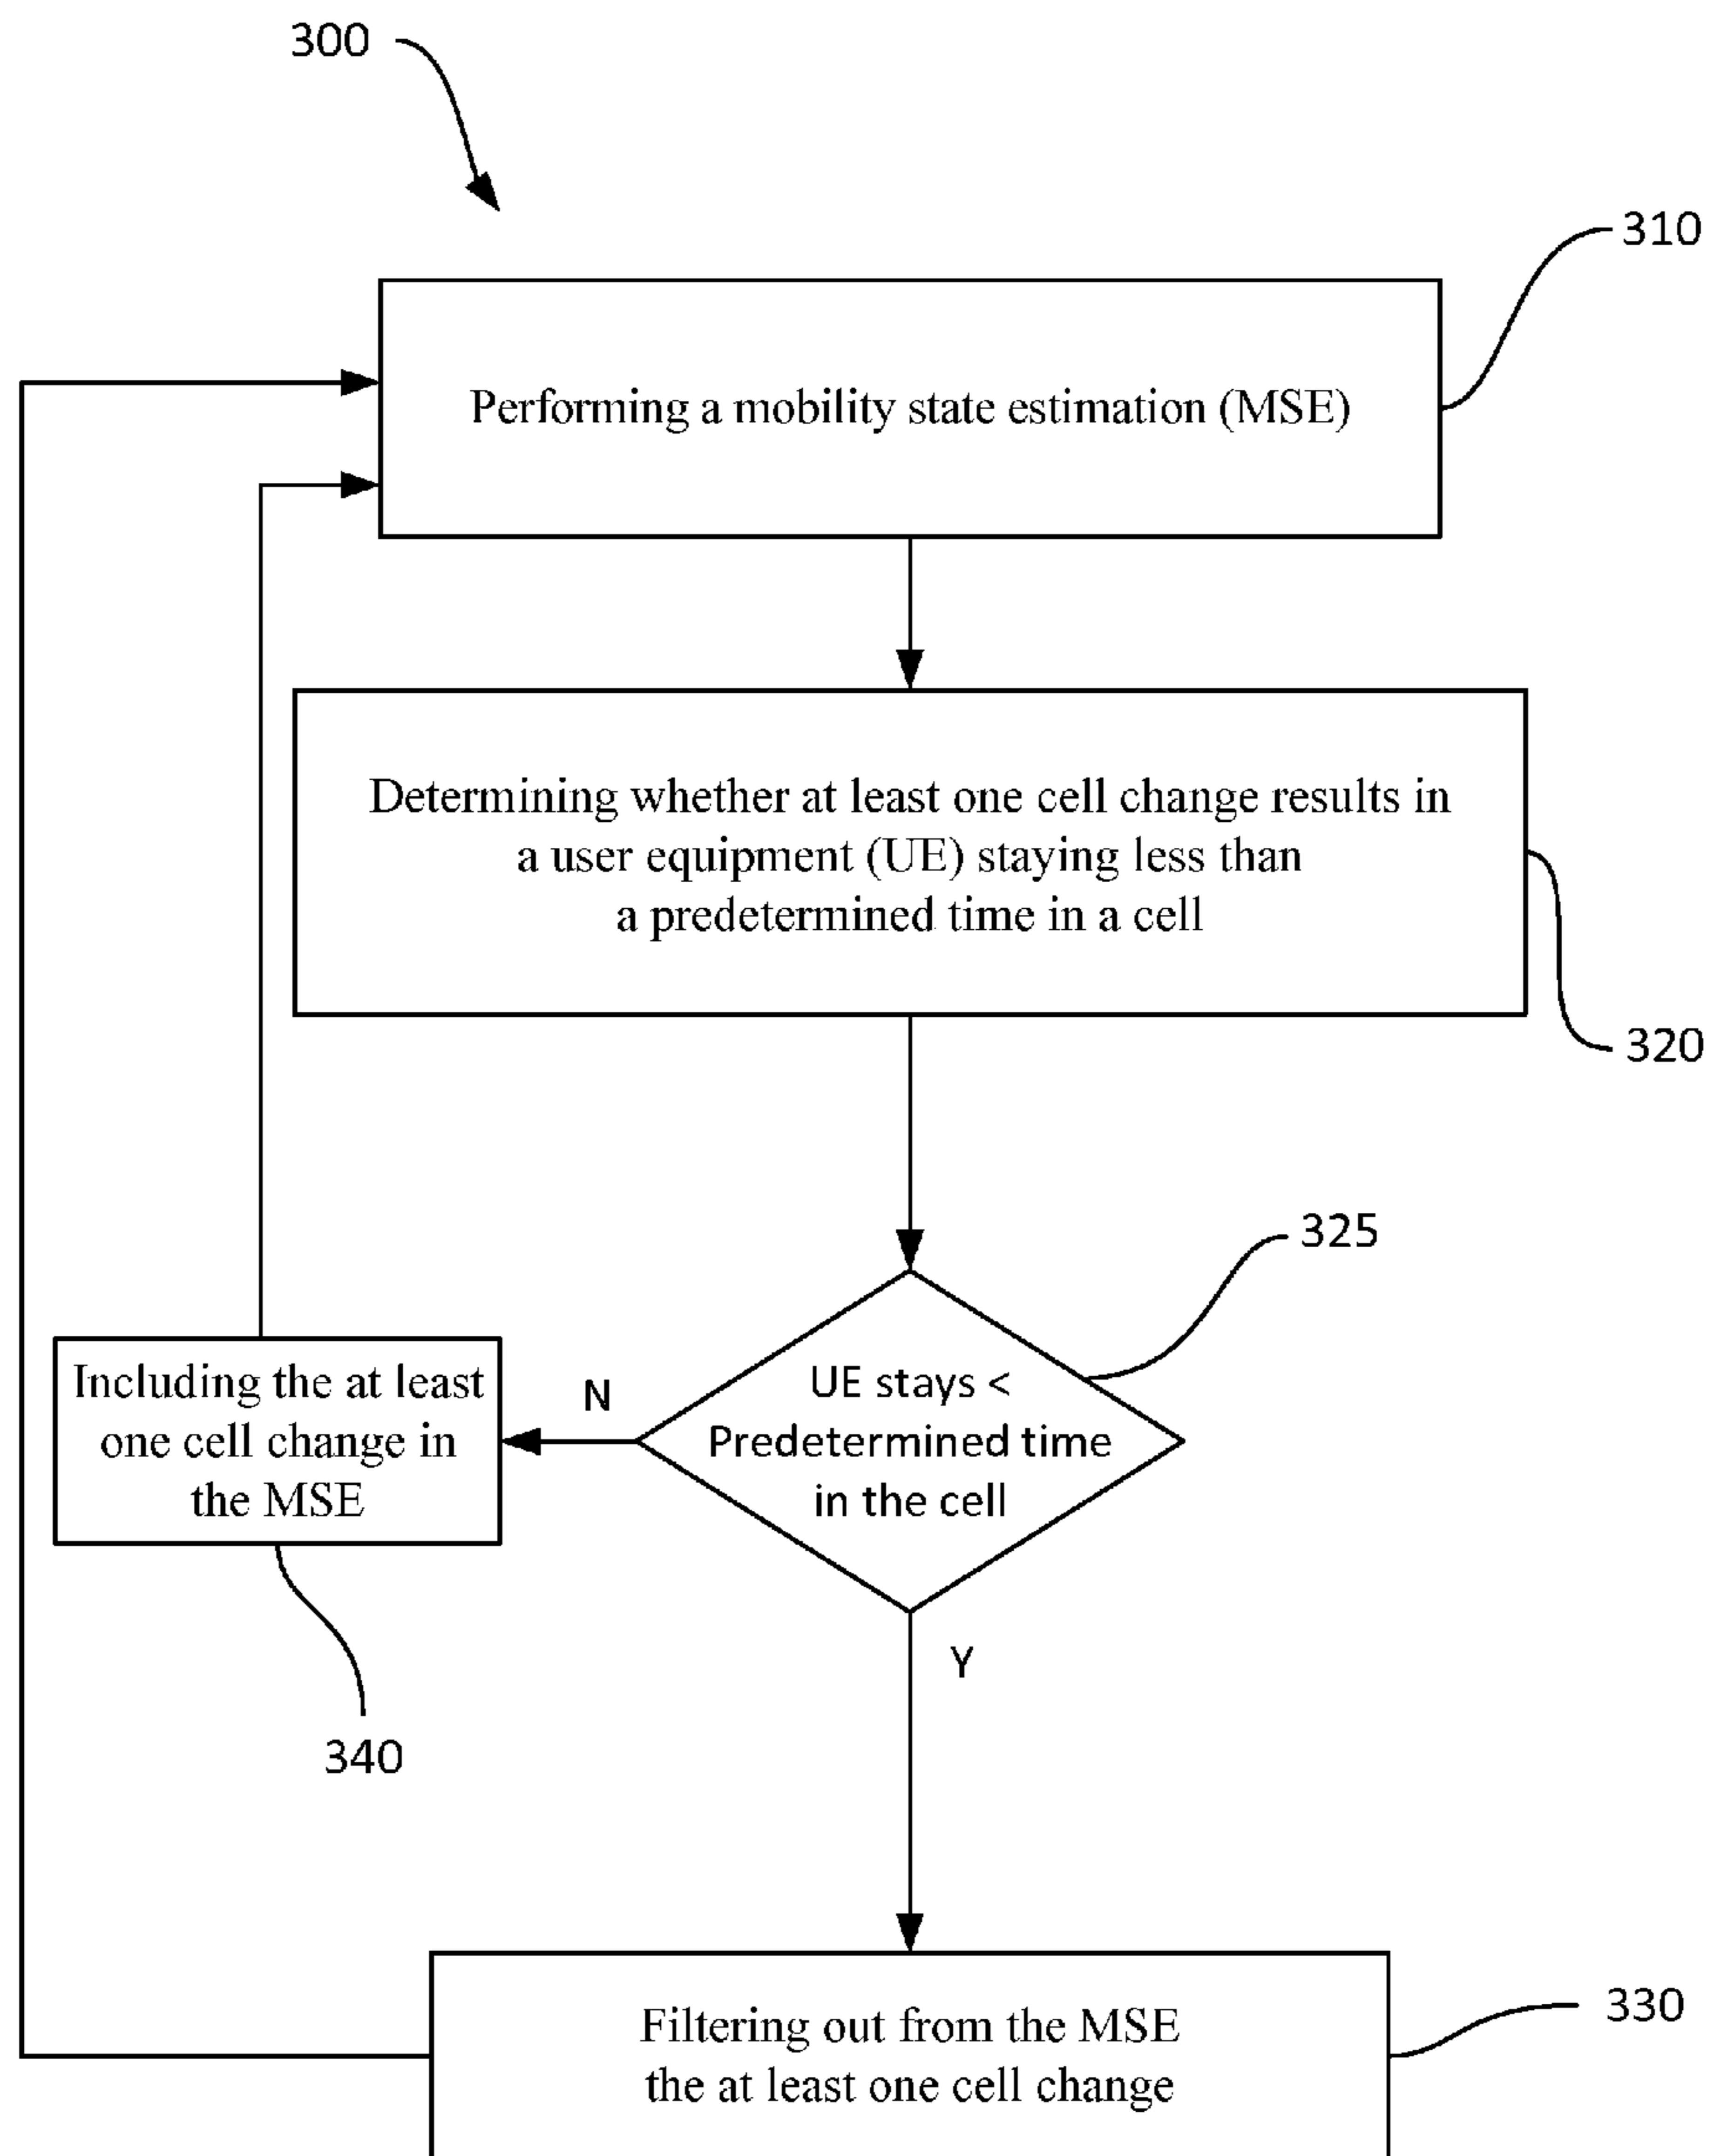 300
310
Performing a mobility state estimation (MSE)
Determining whether at least one cell change results in
a user equipment (UE) staying less than
a predetermined time in a cell
320
325
UE stays <
Predetermined time
in the cell
N
Including the at least
one cell change in
the MSE
Y
340
330
Filtering out from the MSE
the at least one cell change